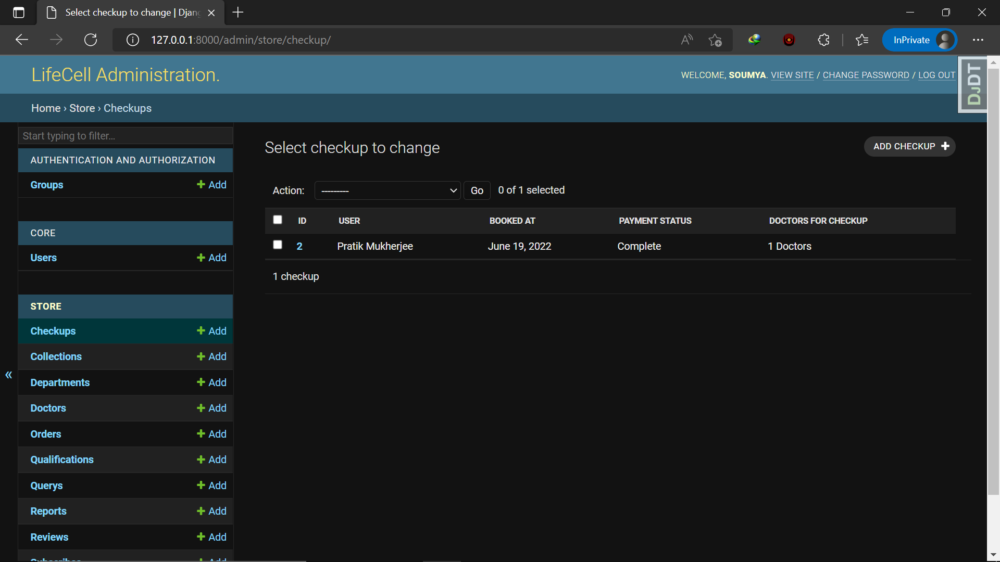 Select checkup to change | Djang
127.0.0.1:8000/admin/store/checkup/
InPrivate
LifeCell Administration.
WELCOME, SOUMYA. VIEW SITE / CHANGE PASSWORD / LOG OUT
DJDT
Home › Store › Checkups
Start typing to filter...
AUTHENTICATION AND AUTHORIZATION
Groups + Add
CORE
Users + Add
STORE
Checkups + Add
Collections + Add
Departments + Add
Doctors + Add
Orders + Add
Qualifications + Add
Querys + Add
Reports + Add
Reviews + Add
«
Select checkup to change
ADD CHECKUP +
Action: --------- Go 0 of 1 selected
ID USER BOOKED AT PAYMENT STATUS DOCTORS FOR CHECKUP
2 Pratik Mukherjee June 19, 2022 Complete 1 Doctors
1 checkup